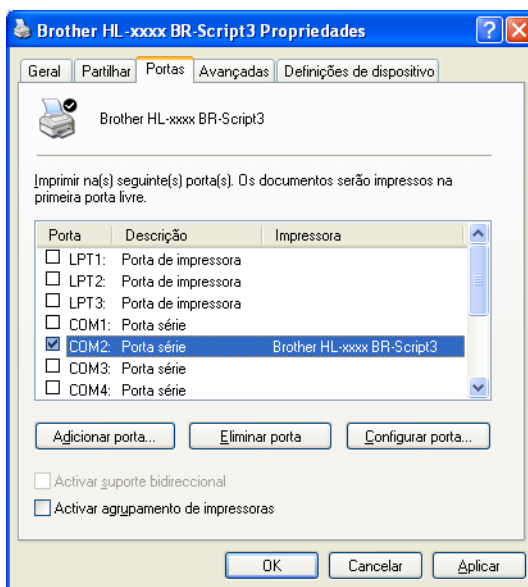 Brother HL-xxxx BR-Script3 Propriedades
Geral Partilhar Portas Avançadas Definições de dispositivo
Brother HL-xxxx BR-Script3
Imprimir na(s) seguinte(s) porta(s). Os documentos serão impressos na
primeira porta livre.
Porta Descrição Impressora
LPT1: Porta de impressora
LPT2: Porta de impressora
LPT3: Porta de impressora
COM1: Porta série
COM2: Porta série Brother HL-xxxx BR-Script3
COM3: Porta série
COM4: Porta série
Adicionar porta... Eliminar porta Configurar porta...
Activar suporte bidireccional
Activar agrupamento de impressoras
OK Cancelar Aplicar